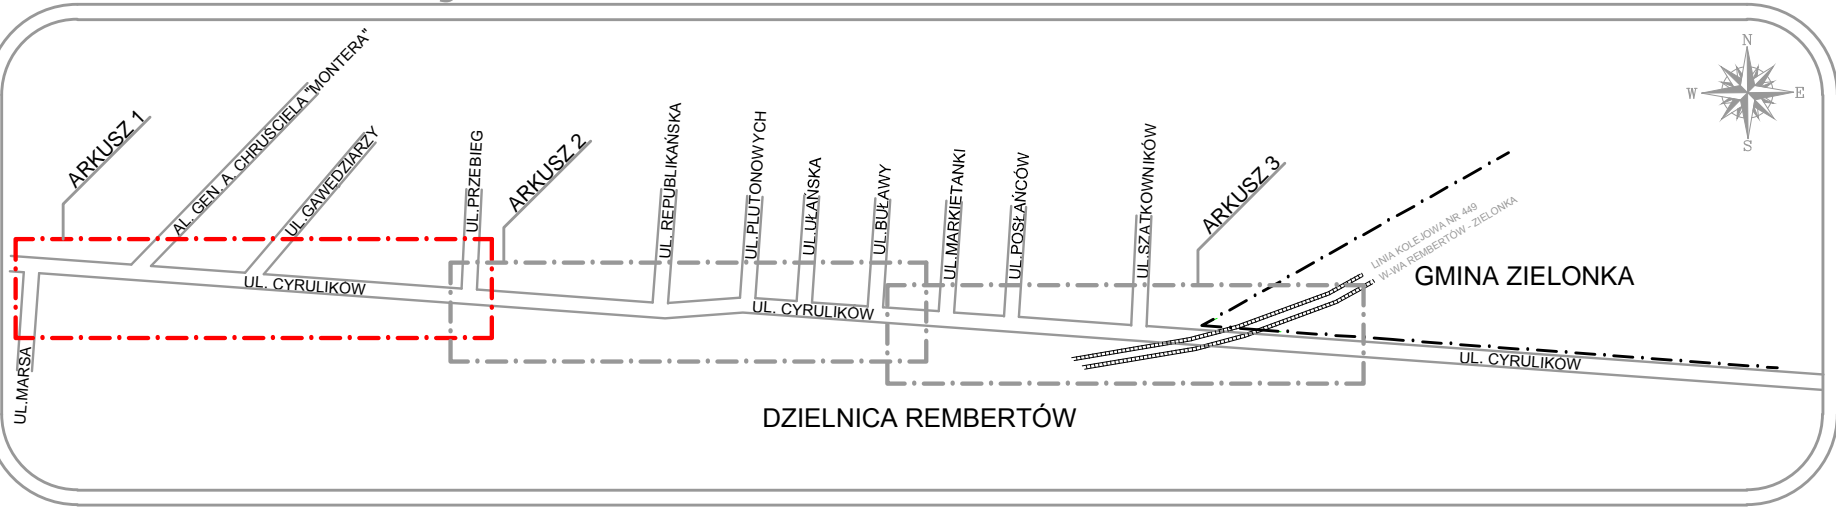 N
W
E
S
ARKUSZ 1
AL. GEN. A. CHRUŚCIELA "MONTERA"
UL.GAWĘDZIARZY
UL.PRZEBIEG
ARKUSZ 2
UL. REPUBLIKAŃSKA
UL.PLUTONOWYCH
UL.UŁAŃSKA
UL.BUŁAWY
UL.MARKIETANKI
UL.POSŁAŃCÓW
UL.SZATKOWNIKÓW
ARKUSZ 3
LINIA KOLEJOWA NR 449
W-WA REMBERTÓW - ZIELONKA
GMINA ZIELONKA
UL. CYRULIKÓW
UL. CYRULIKÓW
UL. CYRULIKÓW
UL.MARSA
DZIELNICA REMBERTÓW